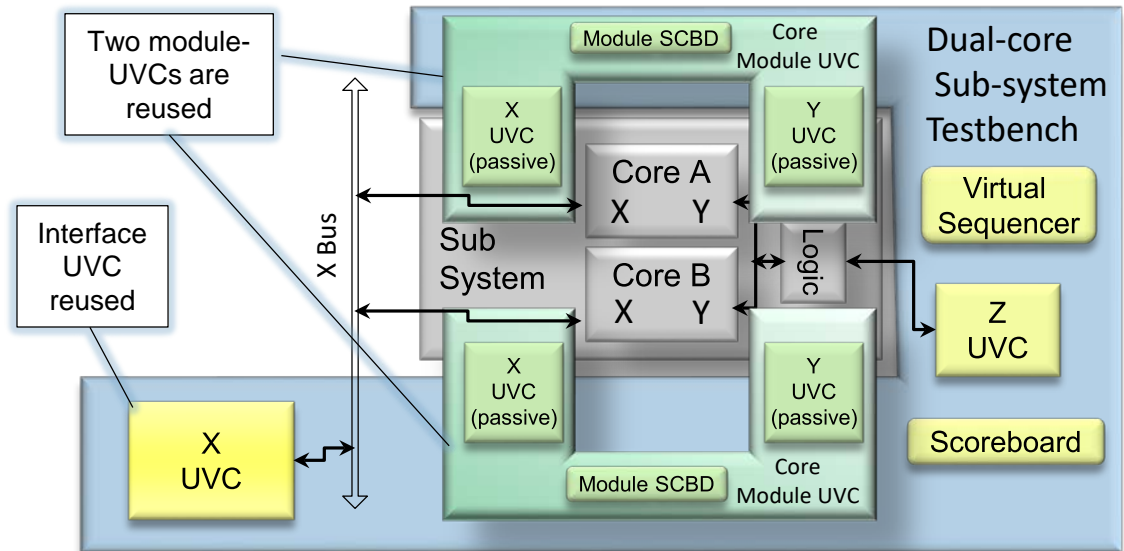 Two module-
UVCs are
reused
Interface
UVC
reused
X Bus
X
UVC
Module SCBD
Core
Module UVC
X
UVC
(passive)
Y
UVC
(passive)
Core A
X Y
Sub
System
Core B
X Y
Logic
X
UVC
(passive)
Y
UVC
(passive)
Module SCBD
Core
Module UVC
Dual-core
Sub-system
Testbench
Virtual
Sequencer
Z
UVC
Scoreboard